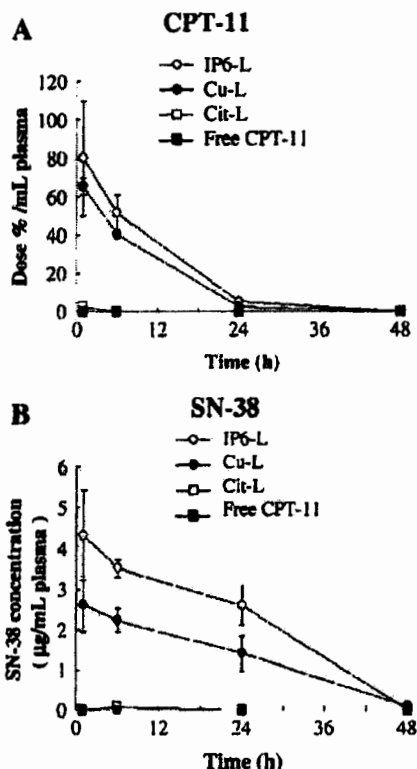 A
CPT-11
IP6-L
Cu-L
Cit-L
Free CPT-11
Dose % /mL plasma
120
100
80
60
40
20
0
0 12 24 36 48
Time (h)
B
SN-38
IP6-L
Cu-L
Cit-L
Free CPT-11
SN-38 concentration
( µg/mL plasma )
6
5
4
3
2
1
0
0 12 24 36 48
Time (h)